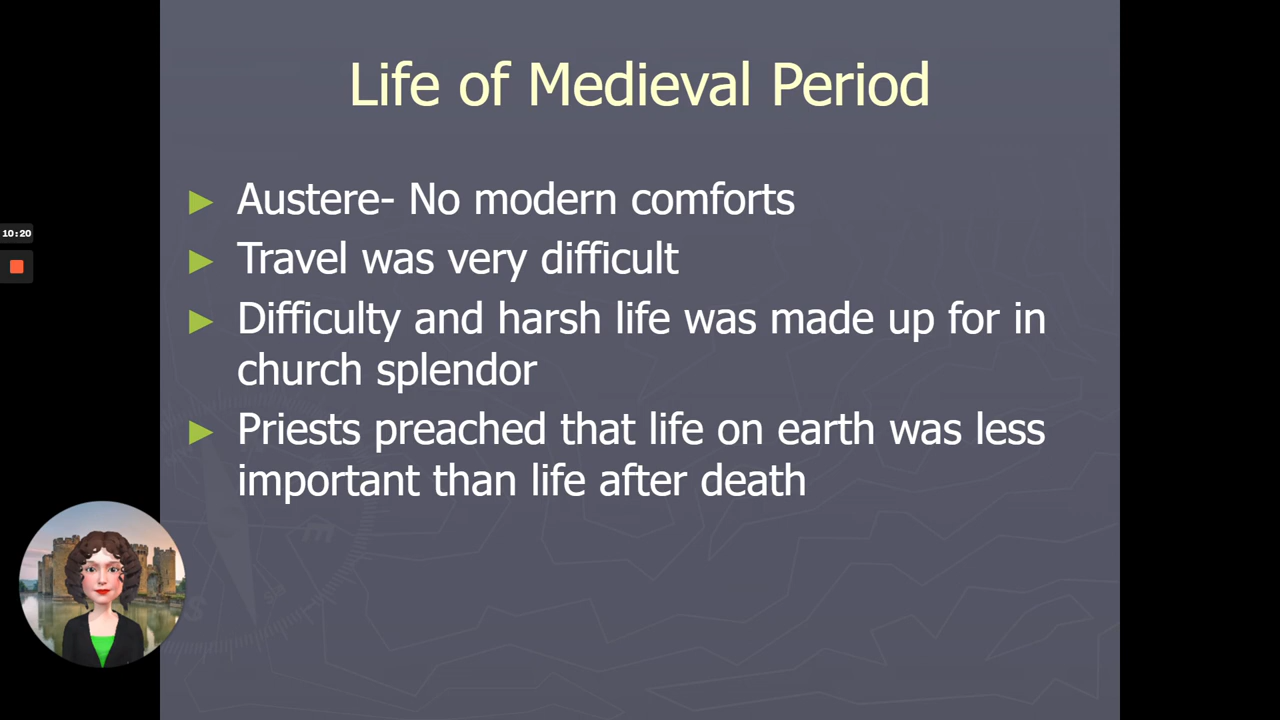 Life of Medieval Period
Austere- No modern comforts
Travel was very difficult
10:20
Difficulty and harsh life was made up for in
church splendor
Priests preached that life on earth was less
important than life after death